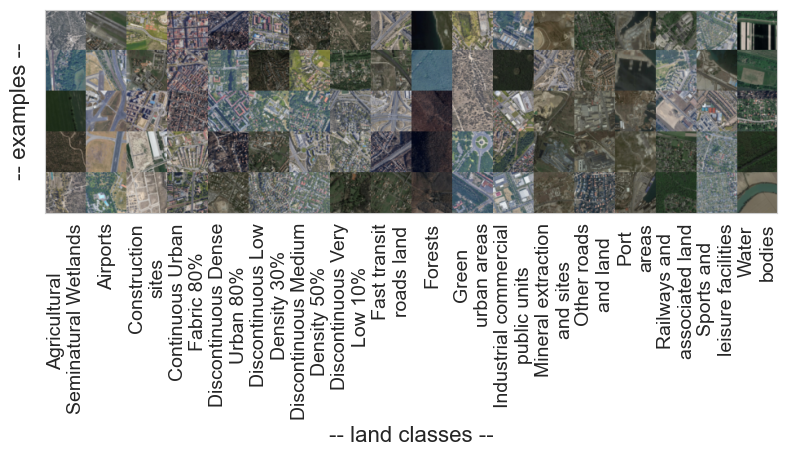 -- examples --
Agricultural
Seminatural Wetlands
Airports
Construction
sites
Continuous Urban
Fabric 80%
Discontinuous Dense
Urban 80%
Discontinuous Low
Density 30%
Discontinuous Medium
Density 50%
Discontinuous Very
Low 10%
Fast transit
roads land
Forests
Green
urban areas
Industrial commercial
public units
Mineral extraction
and sites
Other roads
and land
Port
areas
Railways and
associated land
Sports and
leisure facilities
Water
bodies
-- land classes --